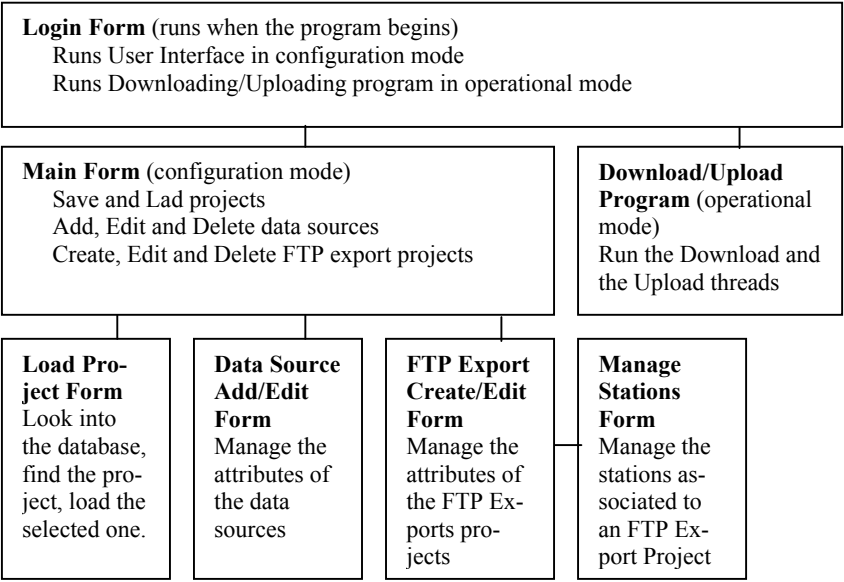 Login Form (runs when the program begins)
Runs User Interface in configuration mode
Runs Downloading/Uploading program in operational mode
Main Form (configuration mode)
Save and Lad projects
Add, Edit and Delete data sources
Create, Edit and Delete FTP export projects
Download/Upload
Program (operational
mode)
Run the Download and
the Upload threads
Load Pro-
ject Form
Look into
the database,
find the pro-
ject, load the
selected one.
Data Source
Add/Edit
Form
Manage the
attributes of
the data
sources
FTP Export
Create/Edit
Form
Manage the
attributes of
the FTP Ex-
ports pro-
jects
Manage
Stations
Form
Manage the
stations as-
sociated to
an FTP Ex-
port Project